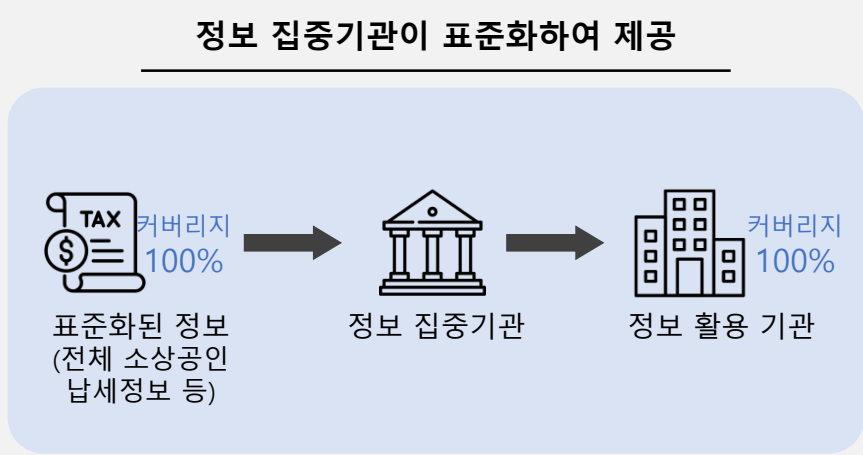 정보 집중기관이 표준화하여 제공
TAX
$
커버리지
100%
표준화된 정보
(전체 소상공인
납세정보 등)
정보 집중기관
커버리지
100%
정보 활용 기관